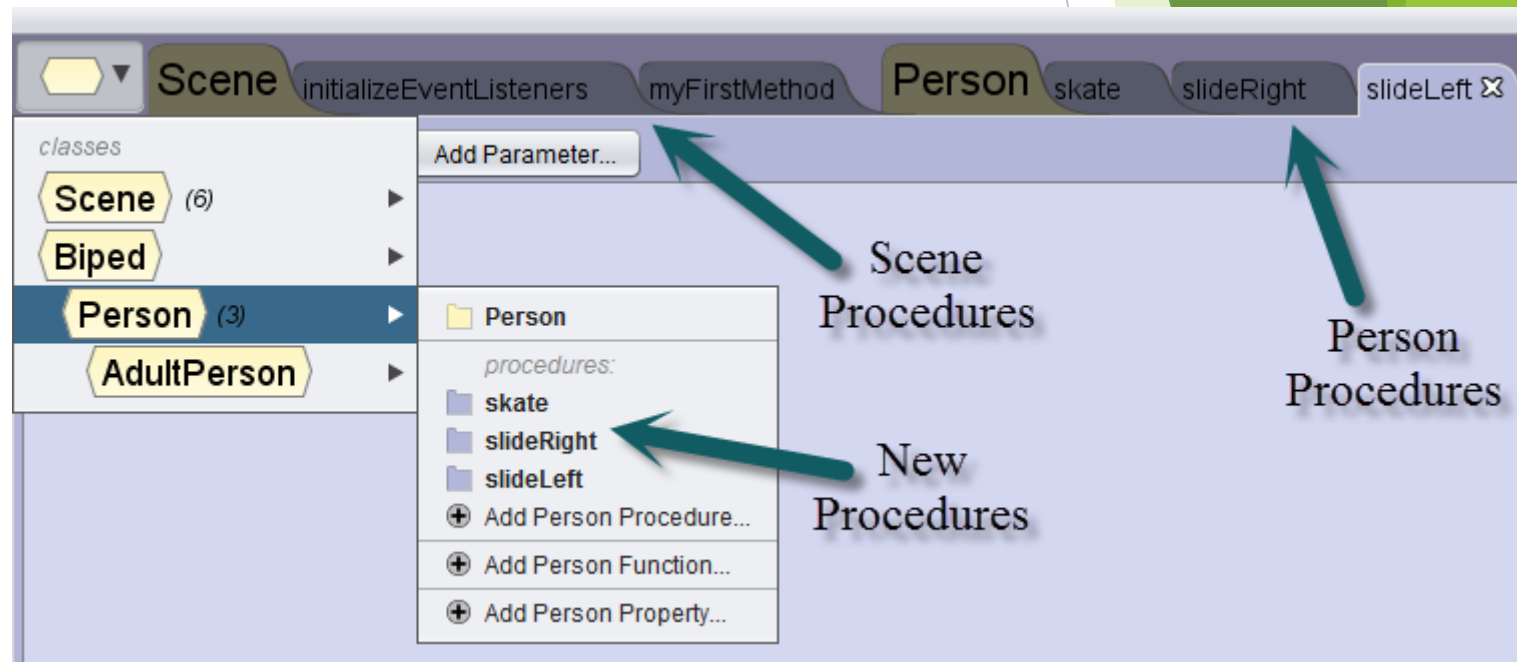 Scene initializeEventListeners myFirstMethod Person skate slideRight slideLeft
classes
Add Parameter...
Scene (6)
Biped
Person (3)
AdultPerson
Person
procedures:
skate
slideRight
slideLeft
Add Person Procedure...
Add Person Function...
Add Person Property...
Scene
Procedures
Person
Procedures
New
Procedures